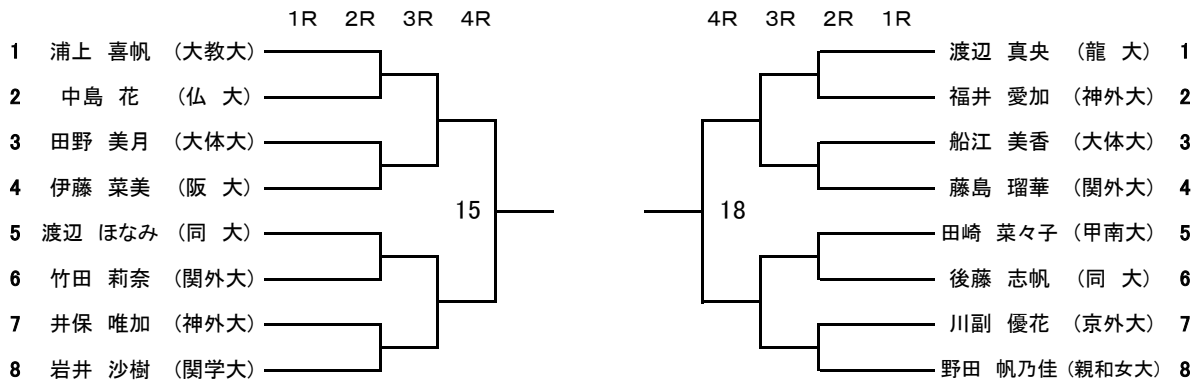 1R 2R 3R 4R
1 浦上 喜帆 (大教大)
2 中島 花 (仏 大)
3 田野 美月 (大体大)
4 伊藤 菜美 (阪 大)
15
5 渡辺 ほなみ (同 大)
6 竹田 莉奈 (関外大)
7 井保 唯加 (神外大)
8 岩井 沙樹 (関学大)
4R 3R 2R 1R
渡辺 真央 (龍 大) 1
福井 愛加 (神外大) 2
船江 美香 (大体大) 3
藤島 瑠華 (関外大) 4
18
田崎 菜々子 (甲南大) 5
後藤 志帆 (同 大) 6
川副 優花 (京外大) 7
野田 帆乃佳 (親和女大) 8